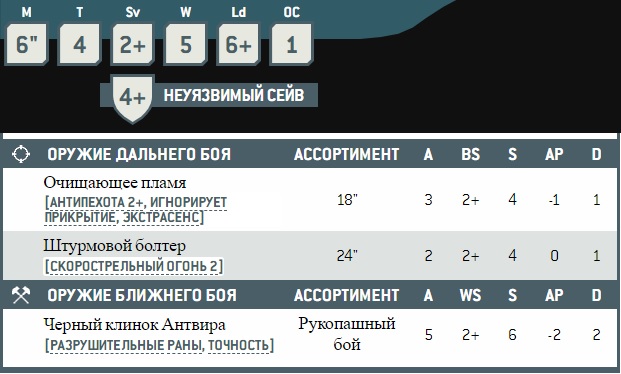 M T Sv W Ld OC
6" 4 2+ 5 6+ 1
4+ НЕУЯЗВИМЫЙ СЕЙВ
ОРУЖИЕ ДАЛЬНЕГО БОЯ АССОРТИМЕНТ A BS S AP D
Очищающее пламя
[АНТИПЕХОТА 2+, ИГНОРИРУЕТ
ПРИКРЫТИЕ, ЭКСТРАСЕНС] 18" 3 2+ 4 -1 1
Штурмовой болтер
[СКОРОСТРЕЛЬНЫЙ ОГОНЬ 2] 24" 2 2+ 4 0 1
ОРУЖИЕ БЛИЖНЕГО БОЯ АССОРТИМЕНТ A WS S AP D
Черный клинок Антвира
[РАЗРУШИТЕЛЬНЫЕ РАНЫ, ТОЧНОСТЬ]
Рукопашный
бой
5 2+ 6 -2 2